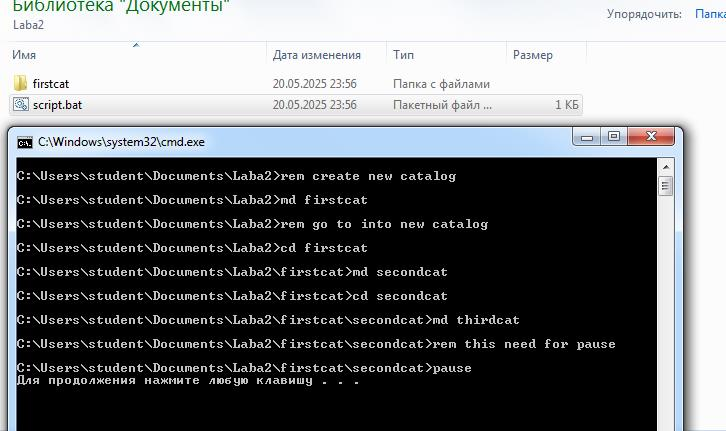 Библиотека "Документы"
Laba2
Упорядочить: Папка
Имя Дата изменения Тип Размер
firstcat 20.05.2025 23:56 Папка с файлами
script.bat 20.05.2025 23:56 Пакетный файл ... 1 КБ
C:\Windows\system32\cmd.exe
C:\Users\student\Documents\Laba2>rem create new catalog
C:\Users\student\Documents\Laba2>md firstcat
C:\Users\student\Documents\Laba2>rem go to into new catalog
C:\Users\student\Documents\Laba2>cd firstcat
C:\Users\student\Documents\Laba2\firstcat>md secondcat
C:\Users\student\Documents\Laba2\firstcat>cd secondcat
C:\Users\student\Documents\Laba2\firstcat\secondcat>md thirdcat
C:\Users\student\Documents\Laba2\firstcat\secondcat>rem this need for pause
C:\Users\student\Documents\Laba2\firstcat\secondcat>pause
Для продолжения нажмите любую клавишу . . .